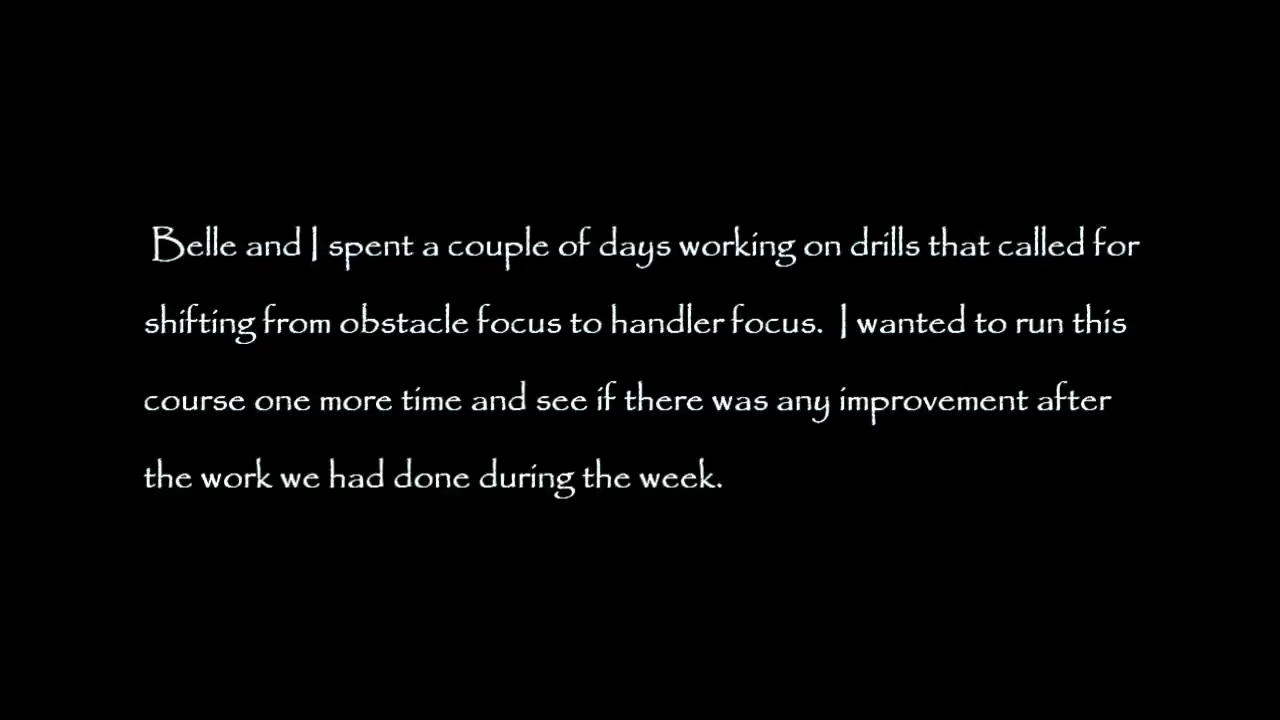 Belle and I spent a couple of days working on drills that called for
shifting from obstacle focus to handler focus.  I wanted to run this
course one more time and see if there was any improvement after
the work we had done during the week.